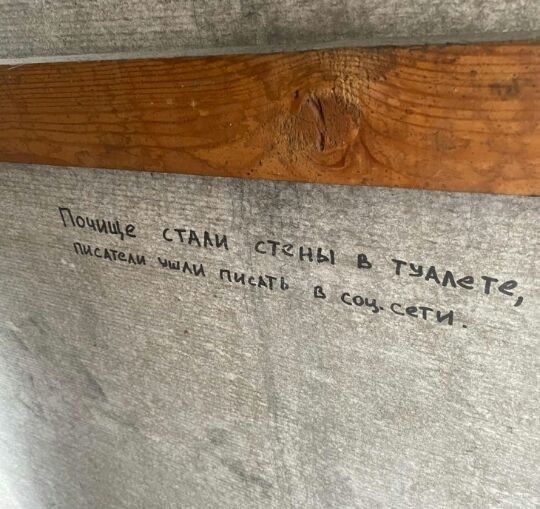 Почище стали стены в туалете,
писатели ушли писать в соц.сети.